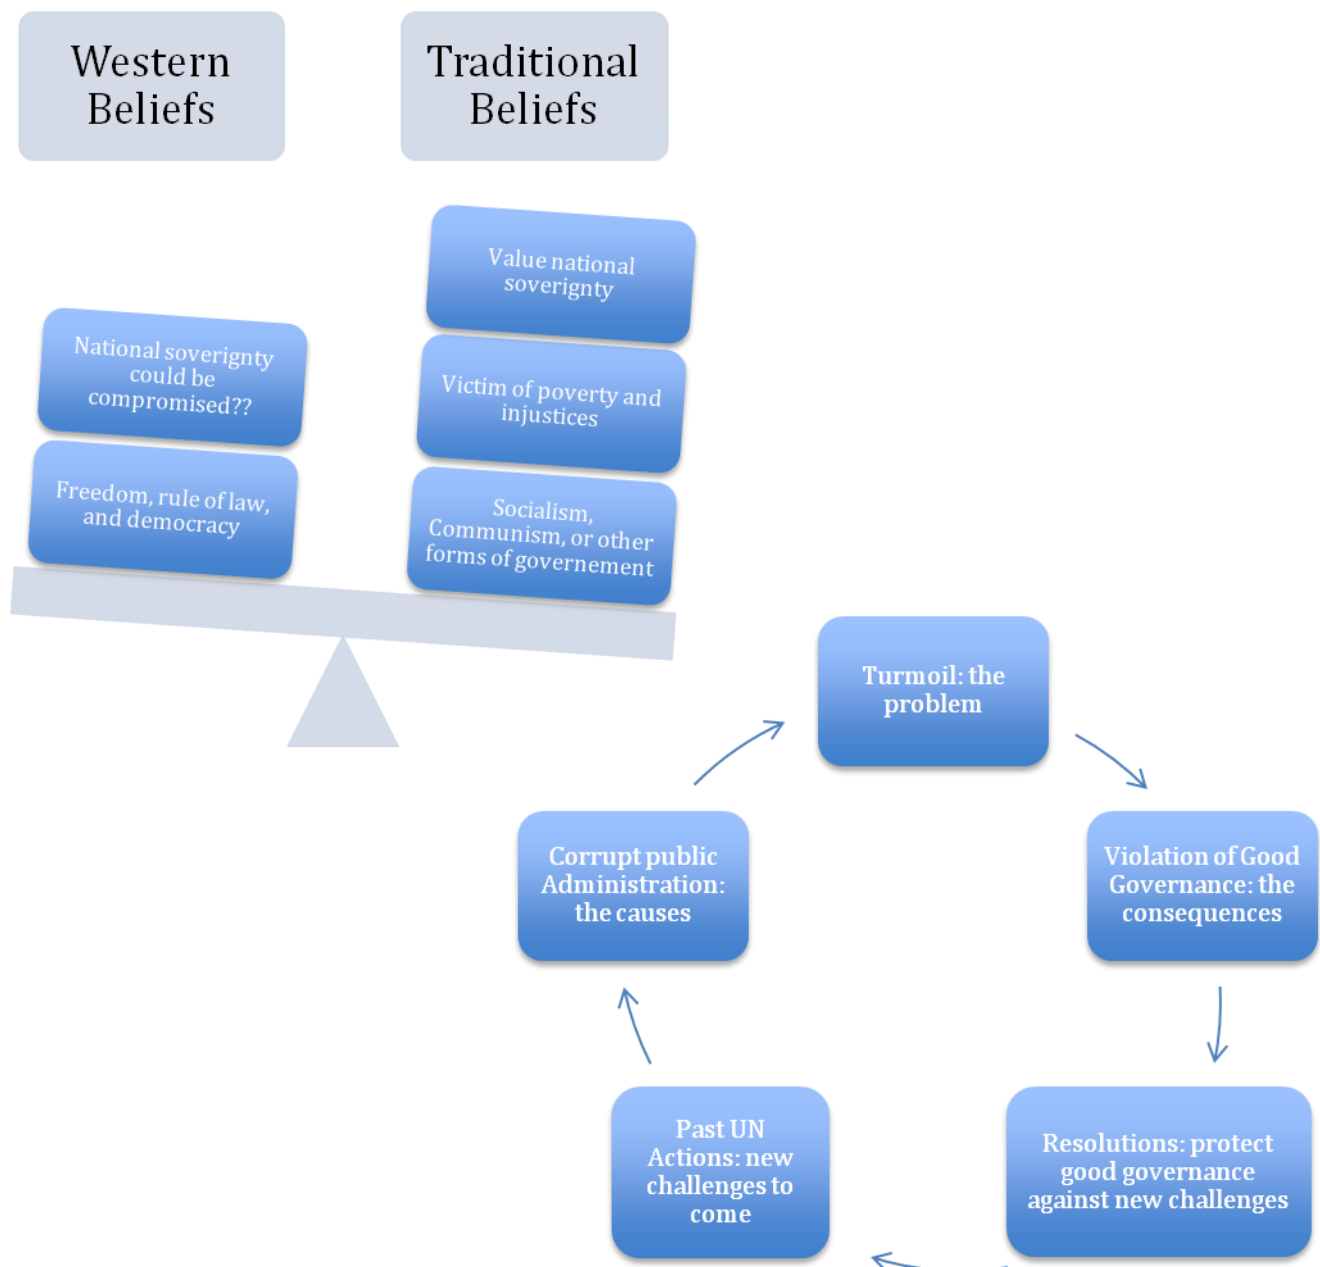 Western
Beliefs
Traditional
Beliefs
Value national
soverignty
National soverignty
could be
compromised??
Victim of poverty and
injustices
Freedom, rule of law,
and democracy
Socialism,
Communism, or other
forms of governement
Turmoil: the
problem
Violation of Good
Governance: the
consequences
Resolutions: protect
good governance
against new challenges
Past UN
Actions: new
challenges to
come
Corrupt public
Administration:
the causes